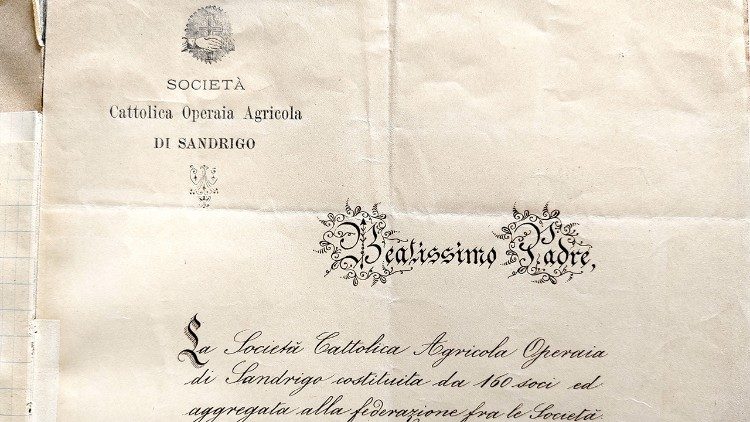 SOCIETÀ
Cattolica Operaia Agricola
DI SANDRIGO
Beatissimo Padre,
La Società Cattolica Agricola Operaia
di Sandrigo costituita da 160 soci ed
aggregata alla federazione fra le Società